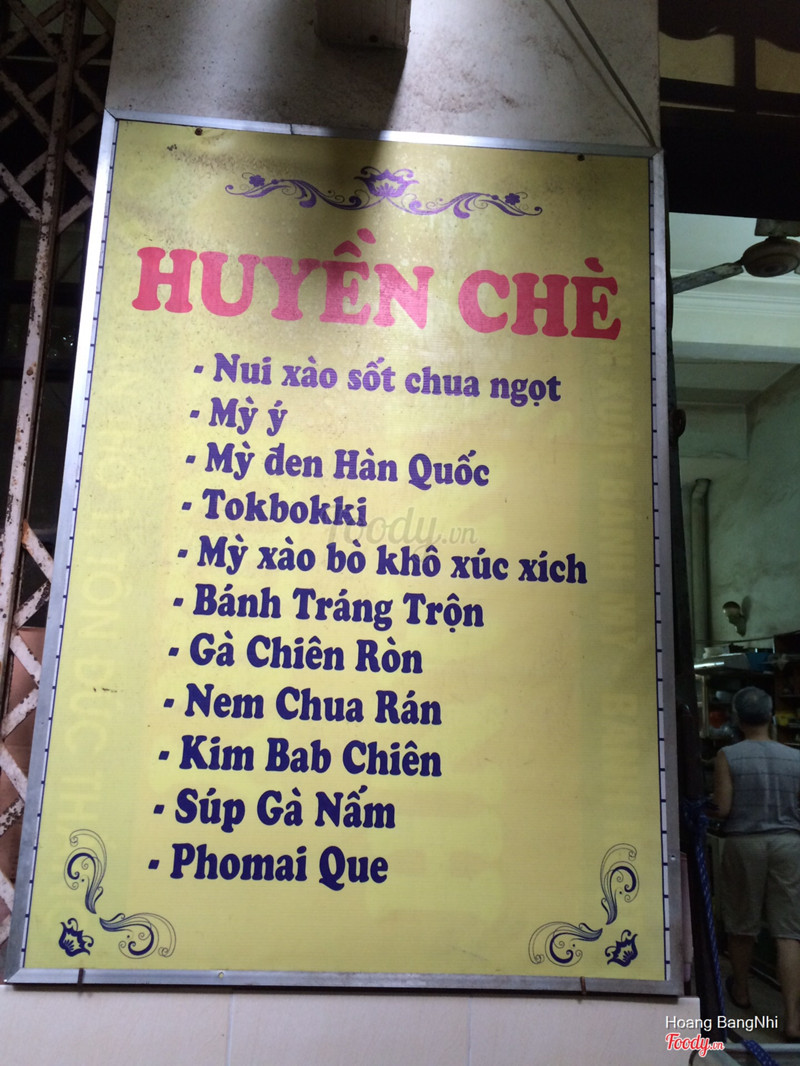 HUYỀN CHÈ
- Nui xào sốt chua ngọt
- Mỳ ý
- Mỳ đen Hàn Quốc
- Tokbokki
foody.vn
- Mỳ xào bò khô xúc xích
- Bánh Tráng Trộn
- Gà Chiên Ròn
- Nem Chua Rán
- Kim Bab Chiên
- Súp Gà Nấm
- Phomai Que
Hoang BangNhi
Foody.vn